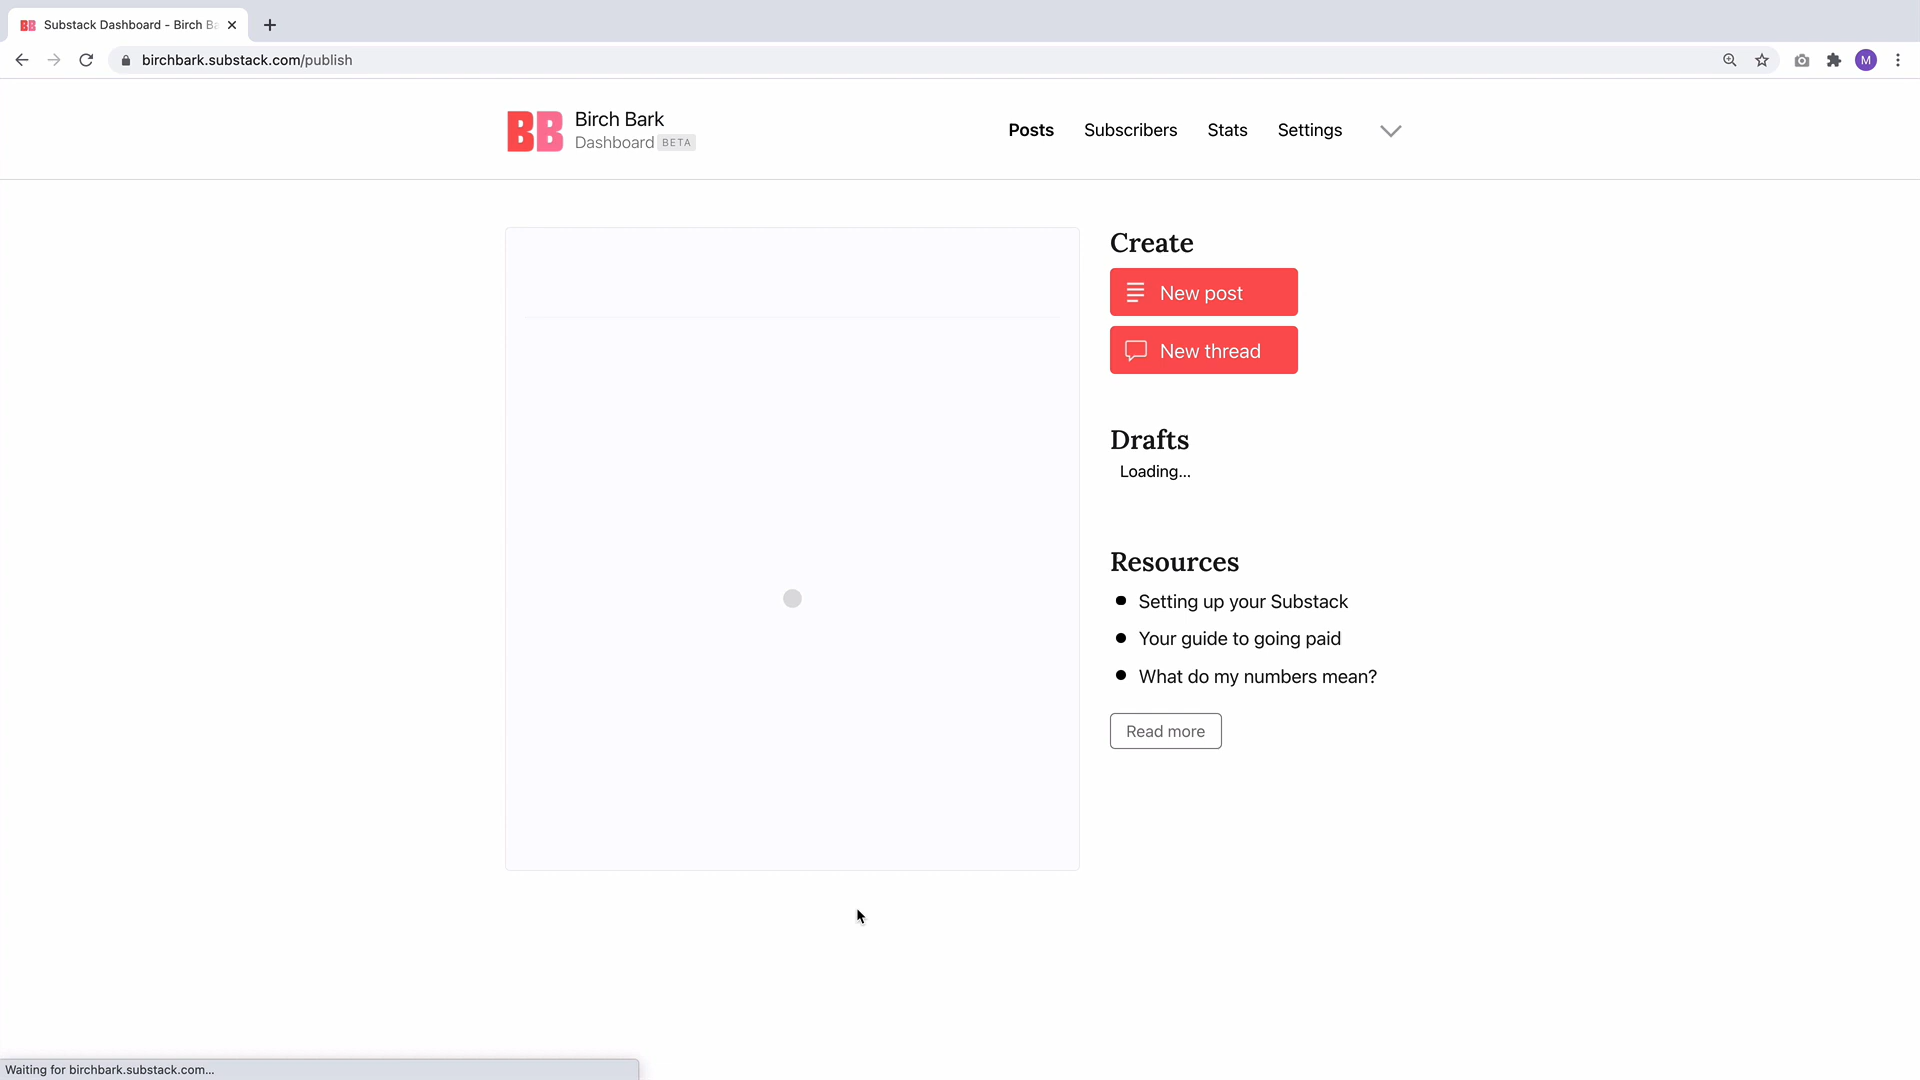 Substack Dashboard - Birch Ba
birchbark.substack.com/publish
M
BB
Birch Bark
Dashboard BETA
Posts
Subscribers
Stats
Settings
Create
New post
New thread
Drafts
Loading...
Resources
Setting up your Substack
Your guide to going paid
What do my numbers mean?
Read more
Waiting for birchbark.substack.com...